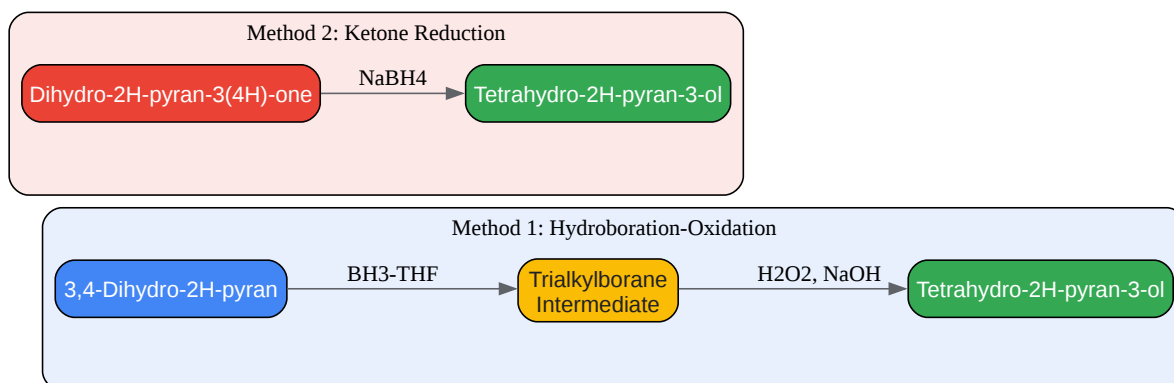 Method 2: Ketone Reduction
Dihydro-2H-pyran-3(4H)-one
NaBH4
Tetrahydro-2H-pyran-3-ol
Method 1: Hydroboration-Oxidation
3,4-Dihydro-2H-pyran
BH3-THF
Trialkylborane
Intermediate
H2O2, NaOH
Tetrahydro-2H-pyran-3-ol